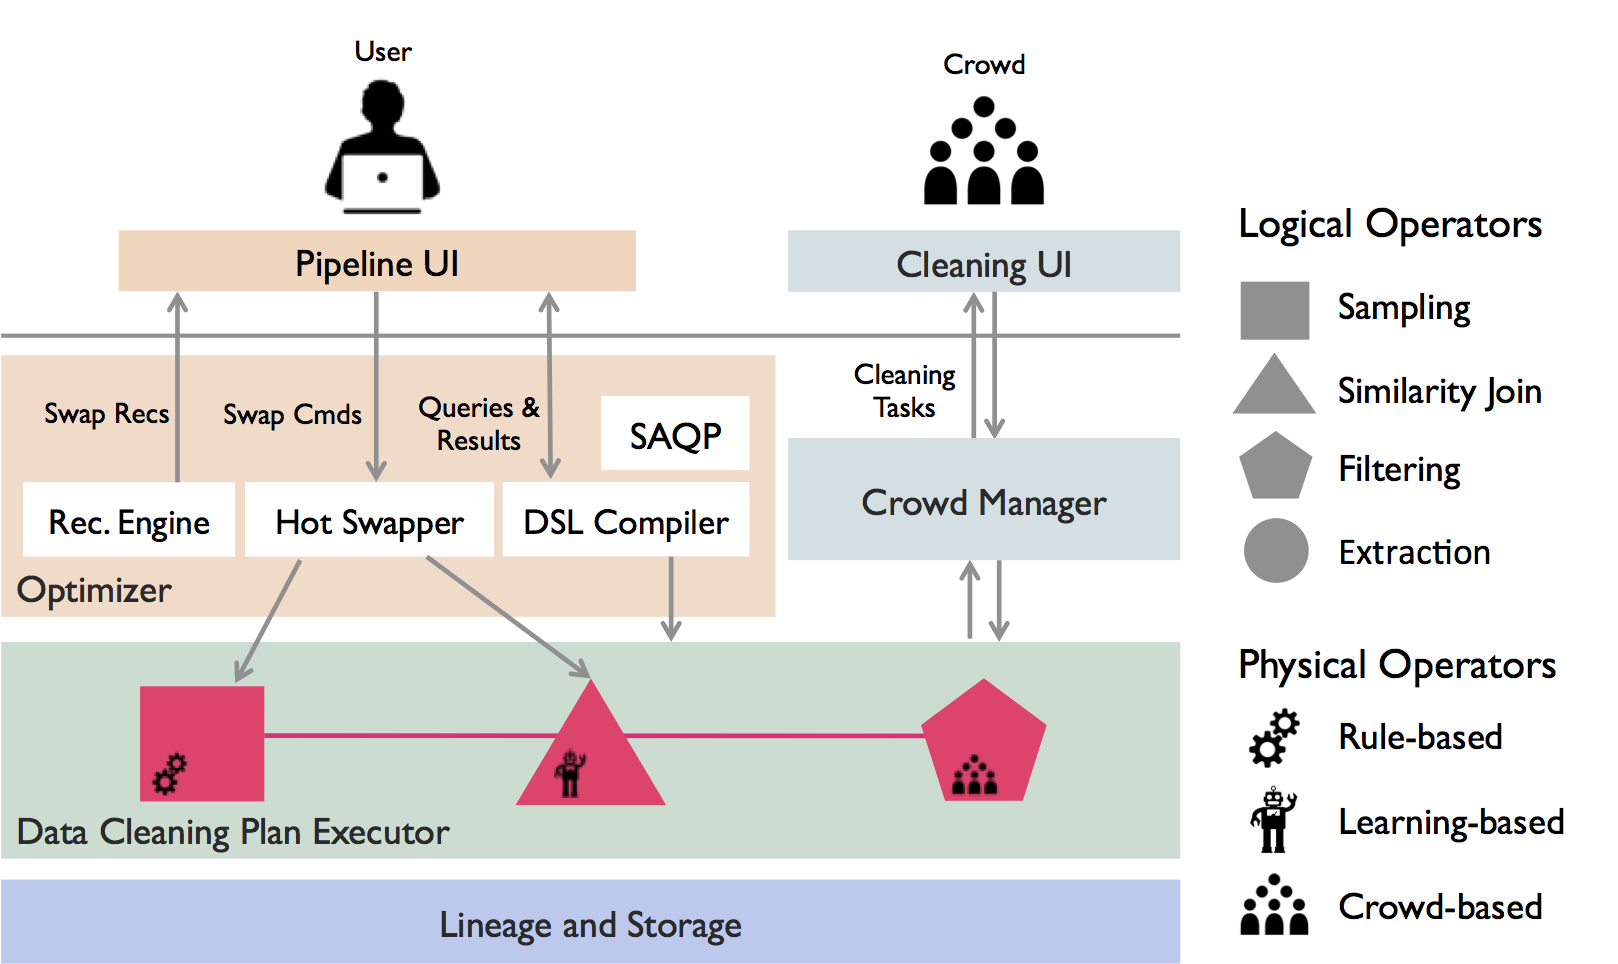 User
Crowd
Pipeline UI
Cleaning UI
Swap Recs
Swap Cmds
Queries &
Results
SAQP
Cleaning
Tasks
Rec. Engine
Hot Swapper
DSL Compiler
Crowd Manager
Optimizer
Data Cleaning Plan Executor
Lineage and Storage
Logical Operators
Sampling
Similarity Join
Filtering
Extraction
Physical Operators
Rule-based
Learning-based
Crowd-based